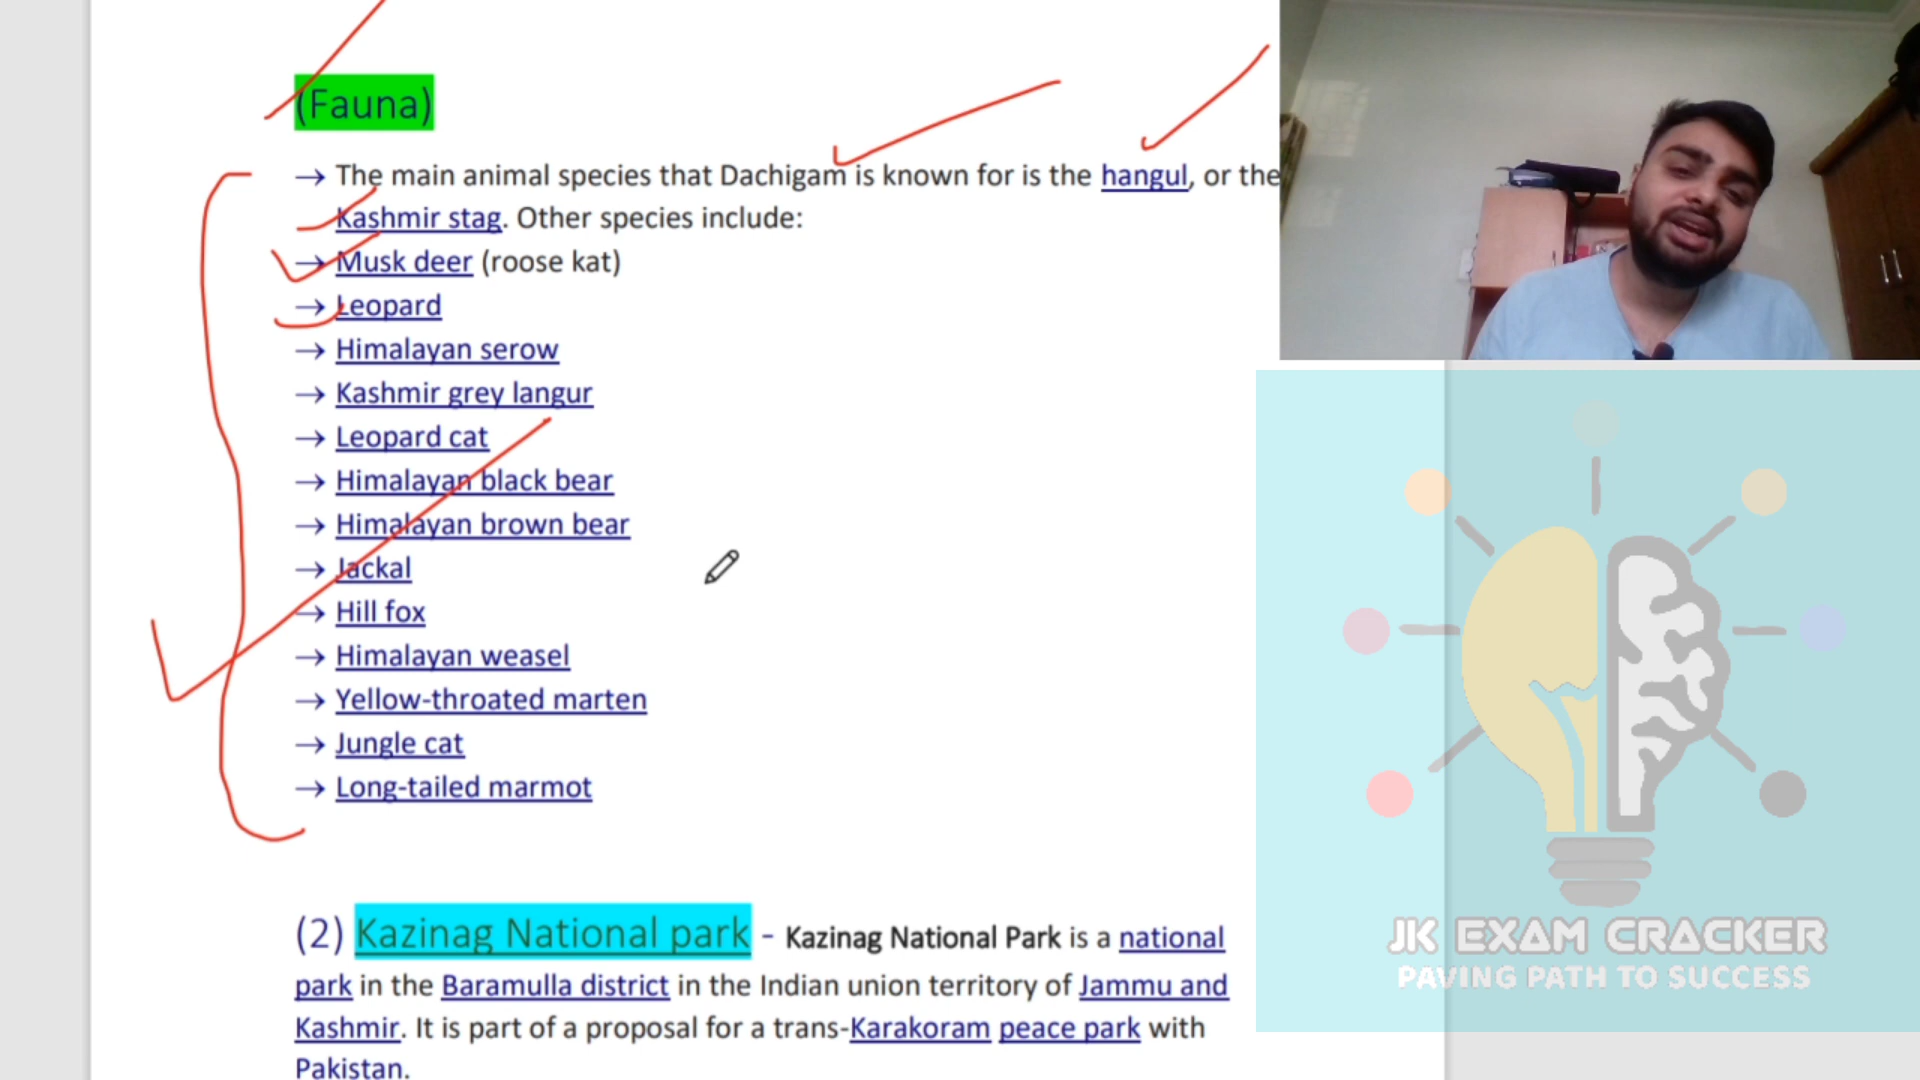 (Fauna)
→ The main animal species that Dachigam is known for is the hangul, or the
Kashmir stag. Other species include:
→ Musk deer (roose kat)
→ Leopard
→ Himalayan serow
→ Kashmir grey langur
→ Leopard cat
→ Himalayan black bear
→ Himalayan brown bear
→ Jackal
→ Hill fox
→ Himalayan weasel
→ Yellow-throated marten
→ Jungle cat
→ Long-tailed marmot
(2) Kazinag National park - Kazinag National Park is a national
park in the Baramulla district in the Indian union territory of Jammu and
Kashmir. It is part of a proposal for a trans-Karakoram peace park with
Pakistan.
JK EXAM CRACKER
PAVING PATH TO SUCCESS